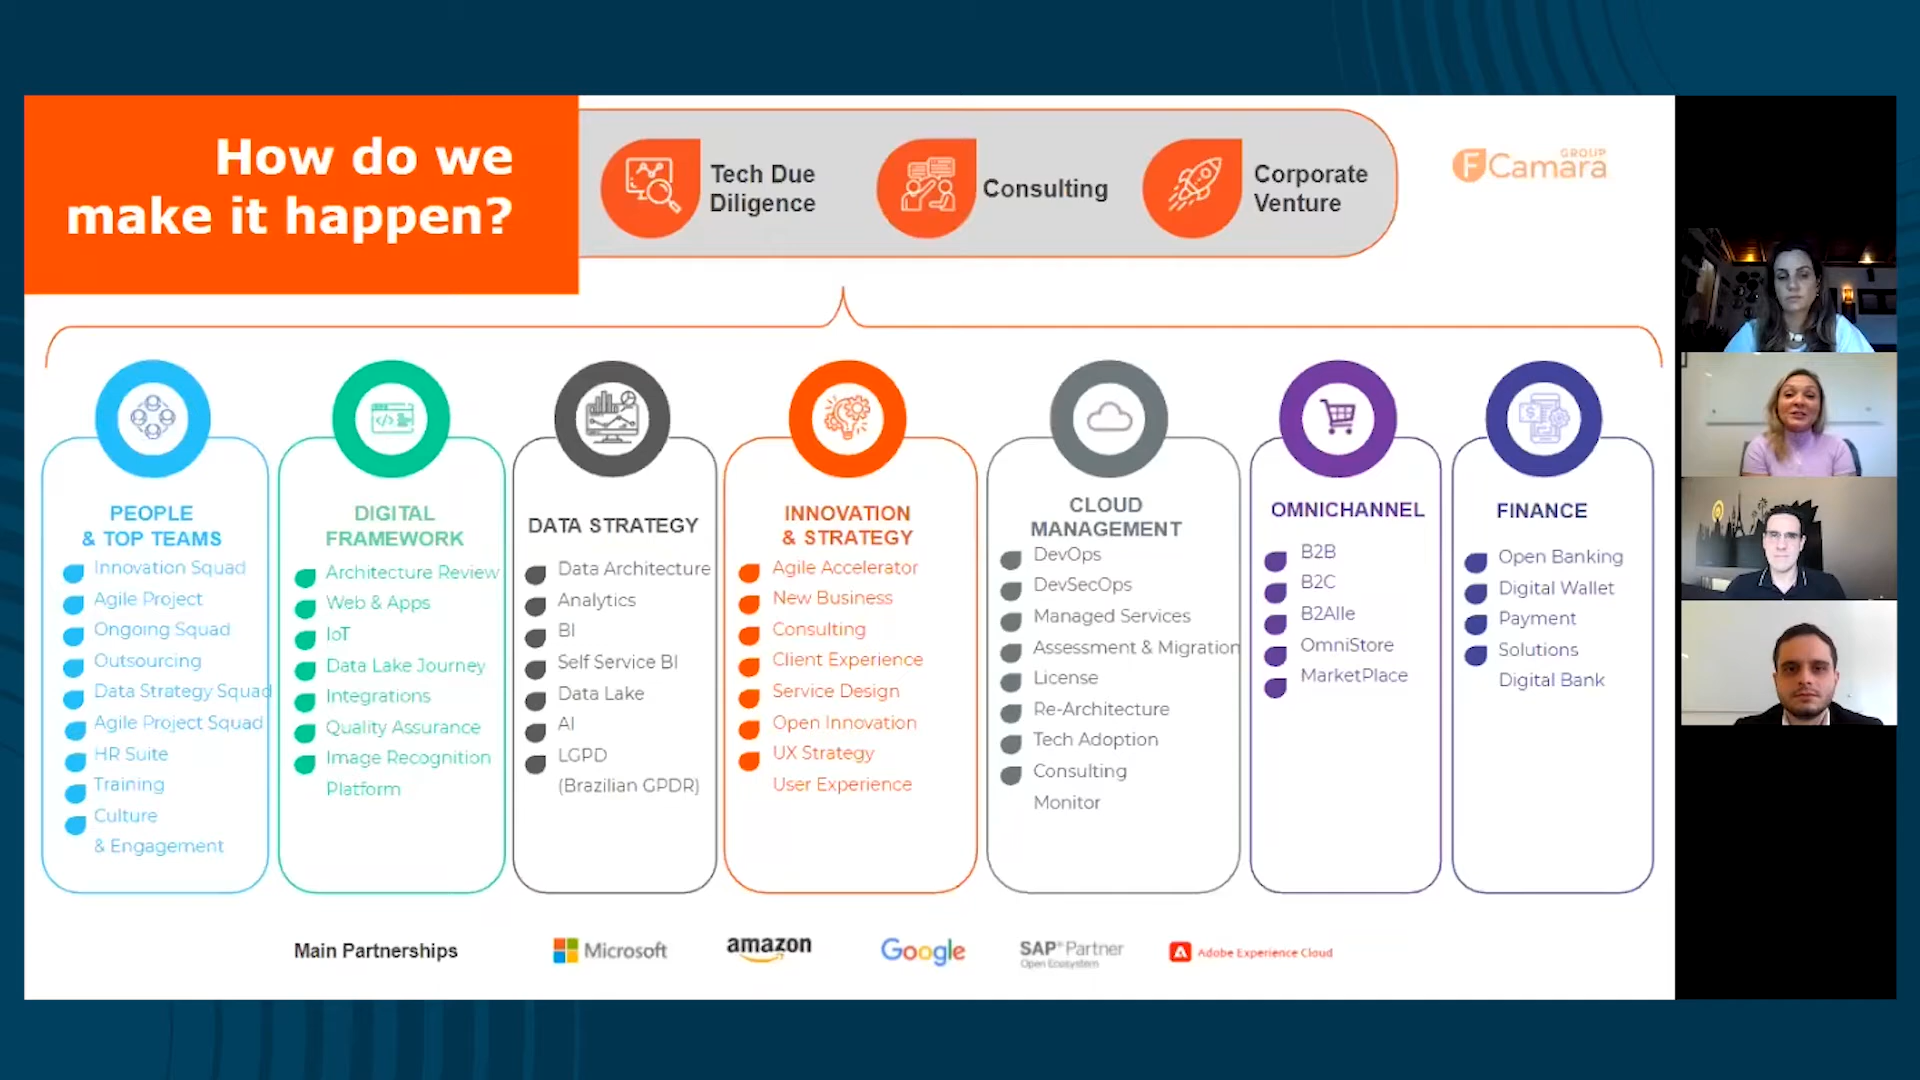 How do we
make it happen?
Tech Due
Diligence
Consulting
Corporate
Venture
GROUP
FCamara
PEOPLE
& TOP TEAMS
Innovation Squad
Agile Project
Ongoing Squad
Outsourcing
Data Strategy Squad
Agile Project Squad
HR Suite
Training
Culture
& Engagement
DIGITAL
FRAMEWORK
Architecture Review
Web & Apps
IoT
Data Lake Journey
Integrations
Quality Assurance
Image Recognition
Platform
DATA STRATEGY
Data Architecture
Analytics
BI
Self Service BI
Data Lake
AI
LGPD
(Brazilian GPDR)
INNOVATION
& STRATEGY
Agile Accelerator
New Business
Consulting
Client Experience
Service Design
Open Innovation
UX Strategy
User Experience
CLOUD
MANAGEMENT
DevOps
DevSecOps
Managed Services
Assessment & Migration
License
Re-Architecture
Tech Adoption
Consulting
Monitor
OMNICHANNEL
B2B
B2C
B2Alle
OmniStore
MarketPlace
FINANCE
Open Banking
Digital Wallet
Payment
Solutions
Digital Bank
Main Partnerships
Microsoft
amazon
Google
SAP® Partner
Open Ecosystem
Adobe Experience Cloud